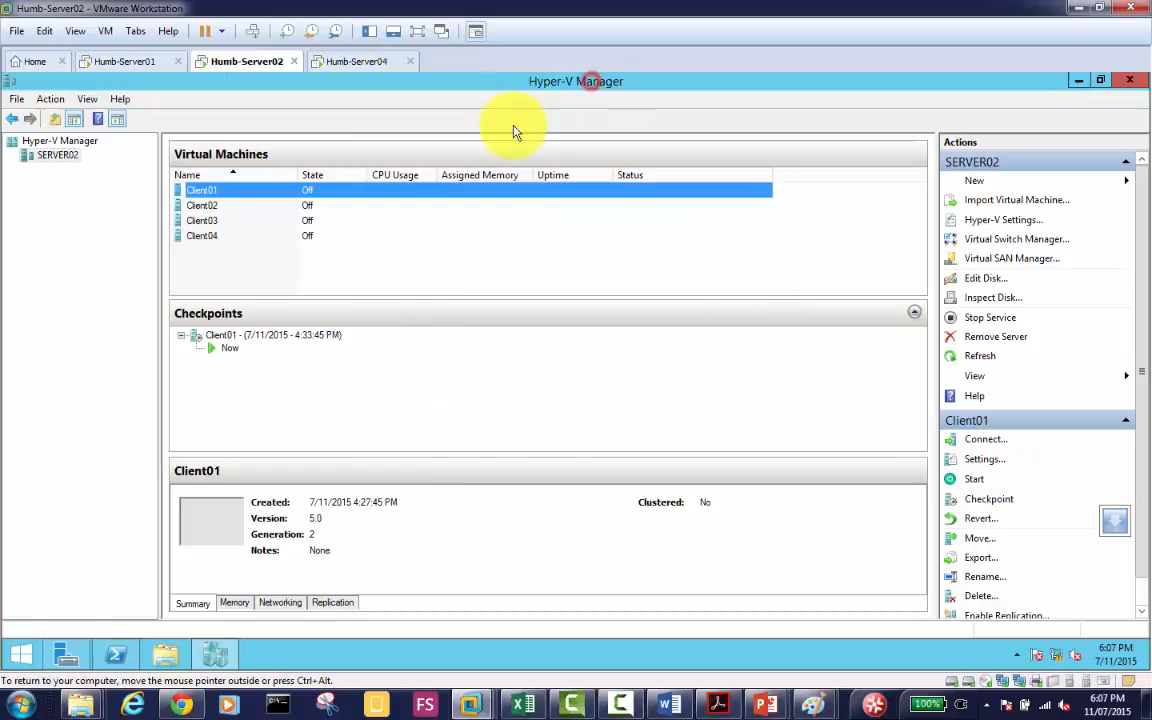 Humb-Server02 - VMware Workstation
File Edit View VM Tabs Help
Home Humb-Server01 Humb-Server02 Humb-Server04
Hyper-V Manager
File Action View Help
Hyper-V Manager
SERVER02
Virtual Machines
Name State CPU Usage Assigned Memory Uptime Status
Client01 Off
Client02 Off
Client03 Off
Client04 Off
Checkpoints
Client01 - (7/11/2015 - 4:33:45 PM)
Now
Client01
Created: 7/11/2015 4:27:45 PM Clustered: No
Version: 5.0
Generation: 2
Notes: None
Summary Memory Networking Replication
Actions
SERVER02
New
Import Virtual Machine...
Hyper-V Settings...
Virtual Switch Manager...
Virtual SAN Manager...
Edit Disk...
Inspect Disk...
Stop Service
Remove Server
Refresh
View
Help
Client01
Connect...
Settings...
Start
Checkpoint
Revert...
Move...
Export...
Rename...
Delete...
Enable Replication...
6:07 PM
7/11/2015
To return to your computer, move the mouse pointer outside or press Ctrl+Alt.
FS
100%
6:07 PM
11/07/2015